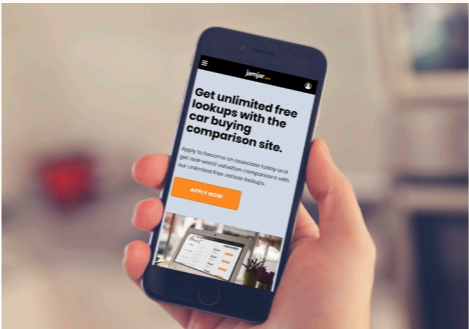 jamjar.com
Get unlimited free
lookups with the
car buying
comparison site.
Apply to become an associate today and
get real-world valuation comparisons with
our unlimited free vehicle lookups.
APPLY NOW